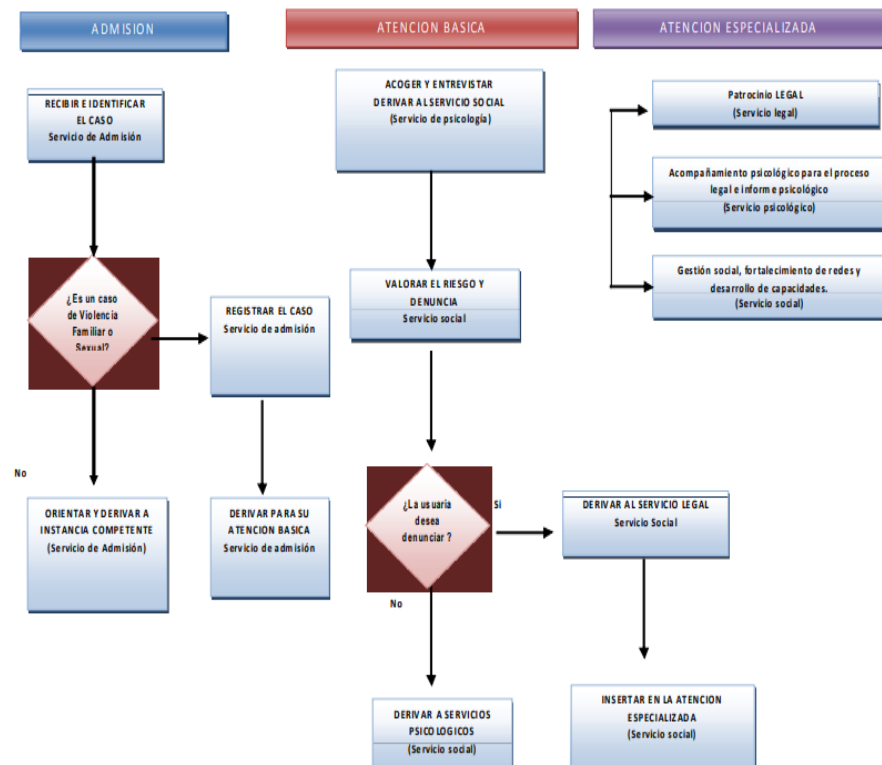 ADMISION
RECIBIR E IDENTIFICAR
EL CASO
Servicio de Admisión
¿Es un caso
de Violencia
Familiar o
Sexual?
No
ORIENTAR Y DERIVAR A
INSTANCIA COMPETENTE
(Servicio de Admisión)
REGISTRAR EL CASO
Servicio de admisión
DERIVAR PARA SU
ATENCION BASICA
Servicio de admisión
ATENCION BASICA
ACOGER Y ENTREVISTAR
DERIVAR AL SERVICIO SOCIAL
(Servicio de psicología)
VALORAR EL RIESGO Y
DENUNCIA
Servicio social
¿La usuaria
desea
denunciar ?
Si
No
DERIVAR AL SERVICIO LEGAL
Servicio Social
DERIVAR A SERVICIOS
PSICOLOGICOS
(Servicio social)
INSERTAR EN LA ATENCION
ESPECIALIZADA
(Servicio social)
ATENCION ESPECIALIZADA
Patrocinio LEGAL
(Servicio legal)
Acompañamiento psicológico para el proceso
legal e informe psicológico
(Servicio psicológico)
Gestión social, fortalecimiento de redes y
desarrollo de capacidades.
(Servicio social)